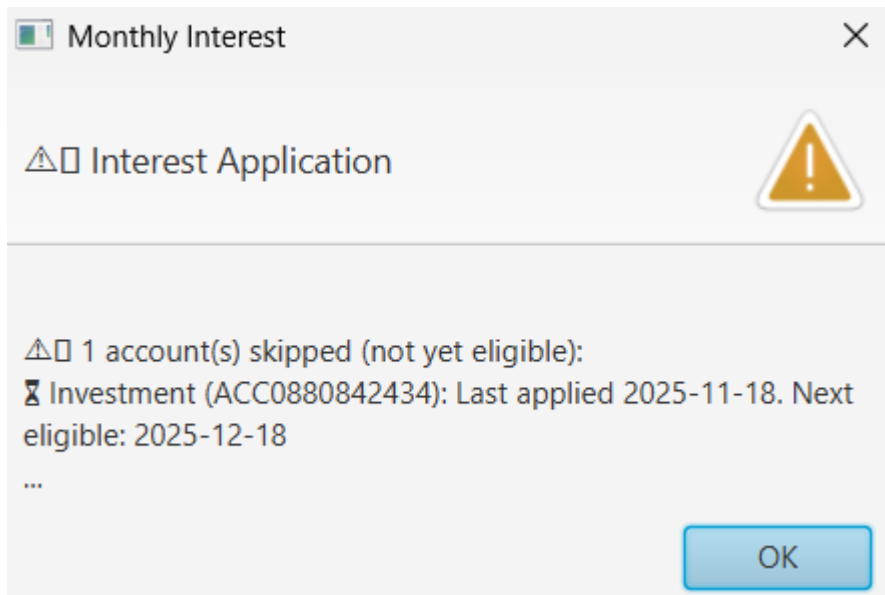 Monthly Interest
⚠▯ Interest Application
⚠▯ 1 account(s) skipped (not yet eligible):
⏳ Investment (ACC0880842434): Last applied 2025-11-18. Next
eligible: 2025-12-18
...
OK